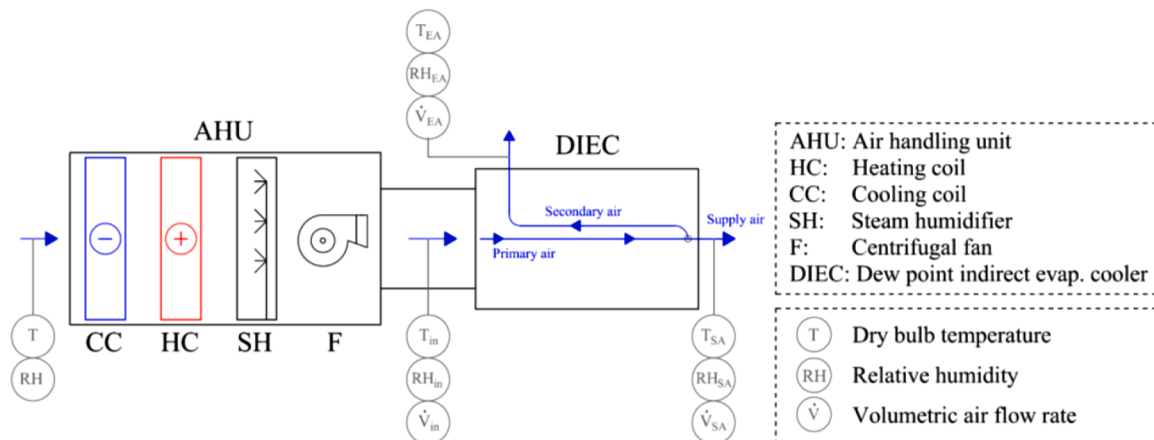 T_EA
RH_EA
V̇_EA
AHU
DIEC
Secondary air
Supply air
Primary air
T
RH
CC
HC
SH
F
T_in
RH_in
V̇_in
T_SA
RH_SA
V̇_SA
AHU: Air handling unit
HC: Heating coil
CC: Cooling coil
SH: Steam humidifier
F: Centrifugal fan
DIEC: Dew point indirect evap. cooler
T Dry bulb temperature
RH Relative humidity
V̇ Volumetric air flow rate